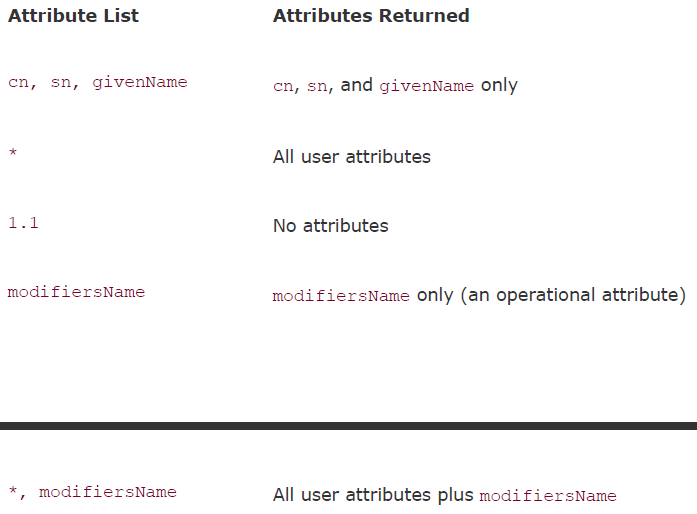 Attribute List Attributes Returned
cn, sn, givenName cn, sn, and givenName only
* All user attributes
1.1 No attributes
modifiersName modifiersName only (an operational attribute)
*, modifiersName All user attributes plus modifiersName